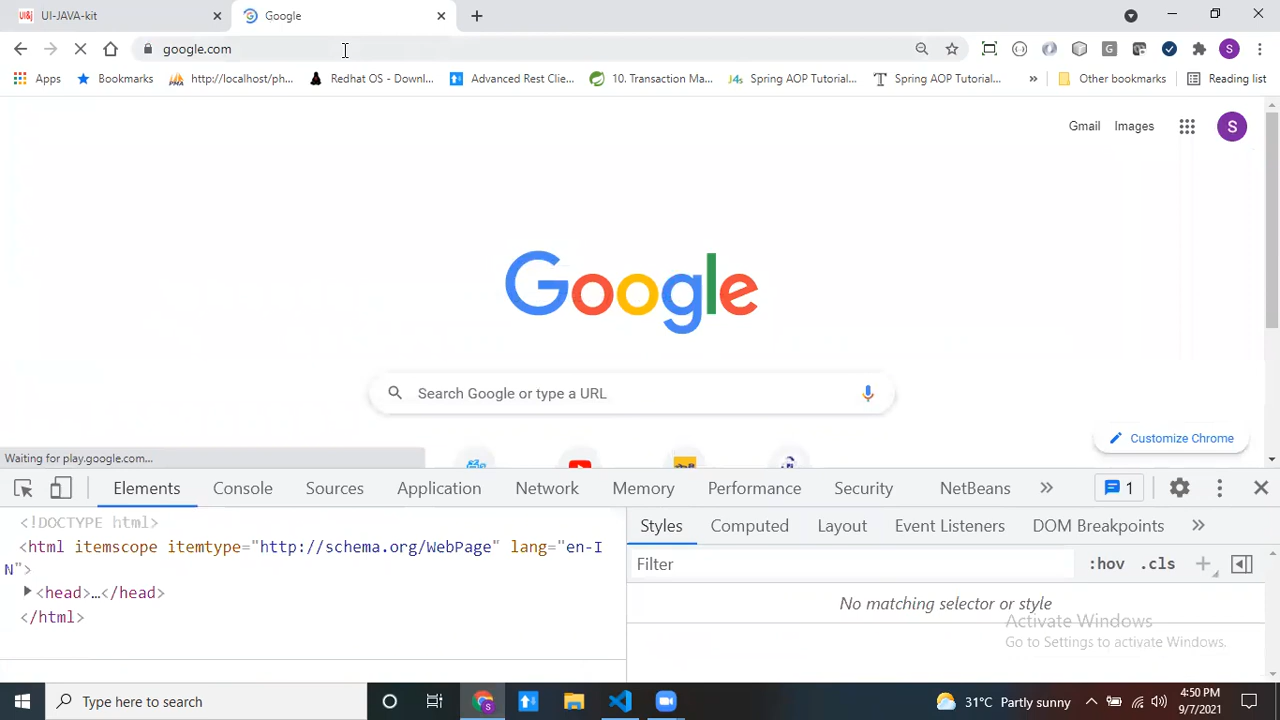 UI&J UI-JAVA-kit
Google
google.com
Apps Bookmarks http://localhost/ph... Redhat OS - Downl... Advanced Rest Clie... 10. Transaction Ma... J4s Spring AOP Tutorial... T Spring AOP Tutorial... » Other bookmarks Reading list
Gmail Images S
Google
Search Google or type a URL
Customize Chrome
Waiting for play.google.com...
Elements Console Sources Application Network Memory Performance Security NetBeans » 1
<!DOCTYPE html>
<html itemscope itemtype="http://schema.org/WebPage" lang="en-I
N">
<head>…</head>
</html>
Styles Computed Layout Event Listeners DOM Breakpoints »
Filter :hov .cls +
No matching selector or style
Activate Windows
Go to Settings to activate Windows.
Type here to search
31°C Partly sunny
4:50 PM
9/7/2021